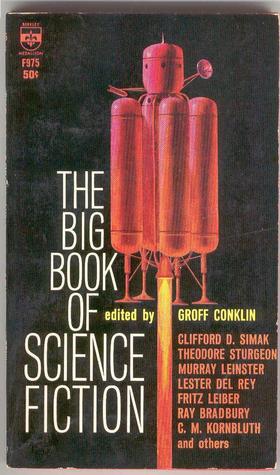 BERKLEY
MEDALLION
F975
50¢
THE
BIG
BOOK
OF
SCIENCE
FICTION
edited by GROFF CONKLIN
CLIFFORD D. SIMAK
THEODORE STURGEON
MURRAY LEINSTER
LESTER DEL REY
FRITZ LEIBER
RAY BRADBURY
C. M. KORNBLUTH
and others